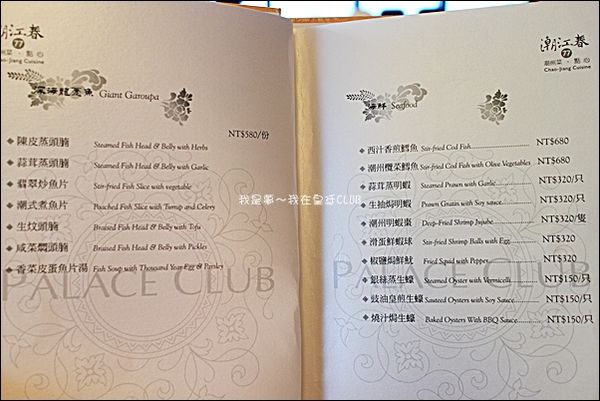 潮江春
77
潮州菜・點心
Chao-Jiang Cuisine
深海龍躉魚 Giant Garoupa
NT$580/份
陳皮蒸頭腩 Steamed Fish Head & Belly with Herbs
蒜茸蒸頭腩 Steamed Fish Head & Belly with Garlic
翡翠炒魚片 Stir-fried Fish Slice with vegetable
潮式煮魚片 Poached Fish Slice with Turnip and Celery
生炆頭腩 Braised Fish Head & Belly with Tofu
咸菜燜頭腩 Braised Fish Head & Belly with Pickles
香菜皮蛋魚片湯 Fish Soup with Thousand Year Egg & Parsley
PALACE CLUB
我是夢～我在皇廷CLUB
潮江春
77
潮州菜・點心
Chao-Jiang Cuisine
海鮮 Seafood
西汁香煎鱈魚 Stir-fried Cod Fish NT$680
潮州欖菜鱈魚 Stir-fried Cod Fish with Olive Vegetables NT$680
蒜茸蒸明蝦 Steamed Prawn with Garlic NT$320/只
生抽焗明蝦 Prawn Gratin with Soy sauce NT$320/只
潮州明蝦棗 Deep-Fried Shrimp Jujube NT$320/隻
滑蛋鮮蝦球 Stir-fried Shrimp Balls with Egg NT$320
椒鹽焗鮮魷 Fried Squid with Pepper NT$320
銀絲蒸生蠔 Steamed Oyster with Vermicelli NT$150/只
豉油皇煎生蠔 Sauteed Oysters with Soy Sauce NT$150/只
燒汁焗生蠔 Baked Oysters With BBQ Sauce NT$150/只
PALACE CLUB